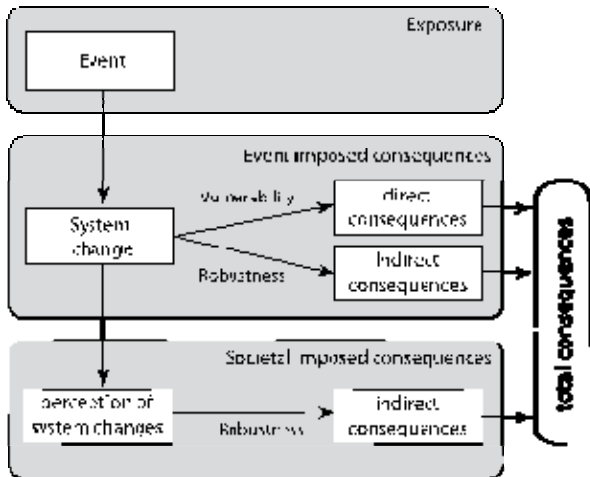 Exposure
Event
Event imposed consequences
Vulnerability
direct
consequences
System
change
Indirect
consequences
Robustness
total consequences
Societal imposed consequences
perception of
system changes
indirect
consequences
Robustness